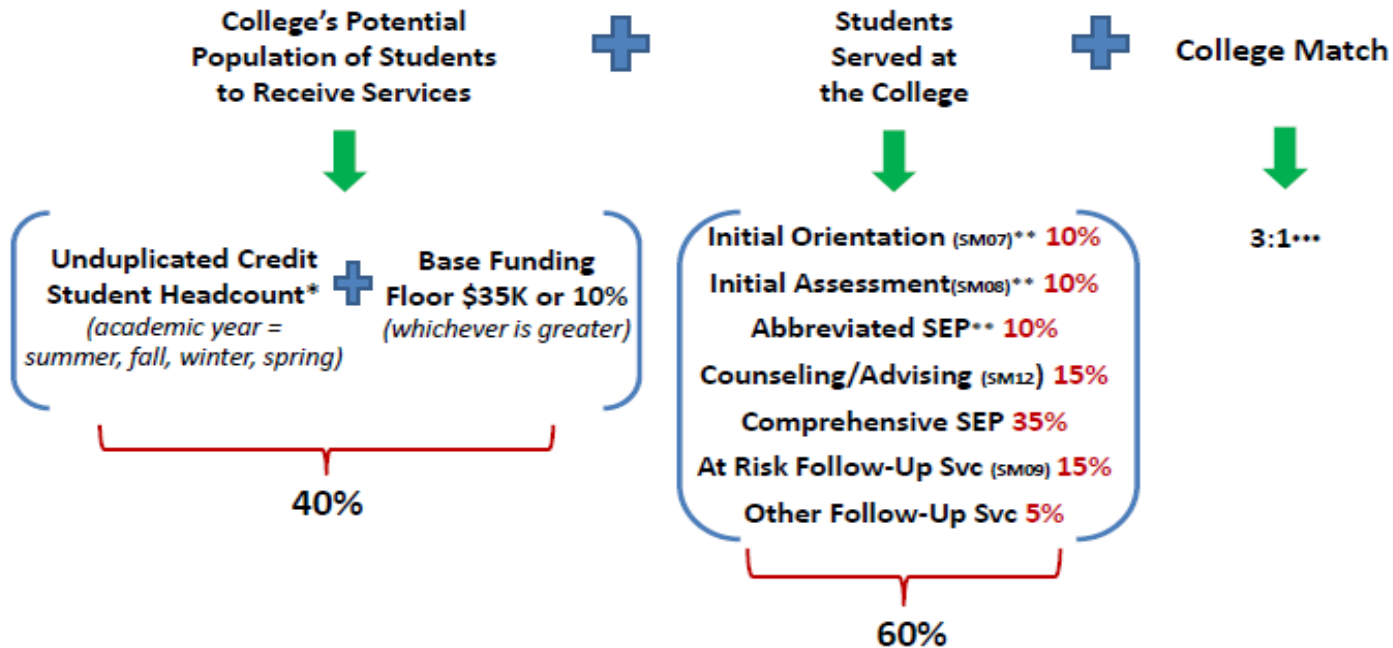 College's Potential
Population of Students
to Receive Services
Students
Served at
the College
College Match
Unduplicated Credit
Student Headcount*
(academic year =
summer, fall, winter, spring)
Base Funding
Floor $35K or 10%
(whichever is greater)
40%
Initial Orientation (SM07)** 10%
Initial Assessment(SM08)** 10%
Abbreviated SEP** 10%
Counseling/Advising (SM12) 15%
Comprehensive SEP 35%
At Risk Follow-Up Svc (SM09) 15%
Other Follow-Up Svc 5%
60%
3:1•••